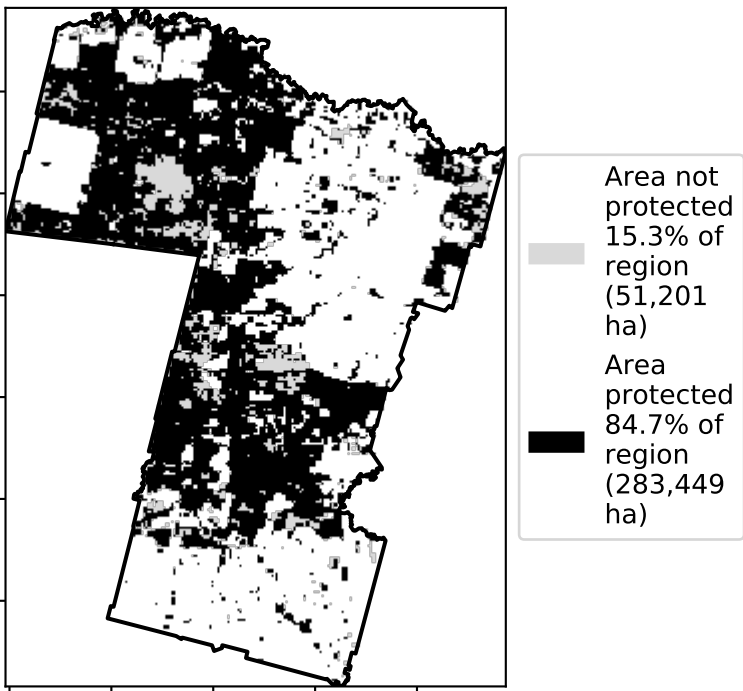 Area not
protected
15.3% of
region
(51,201
ha)
Area
protected
84.7% of
region
(283,449
ha)